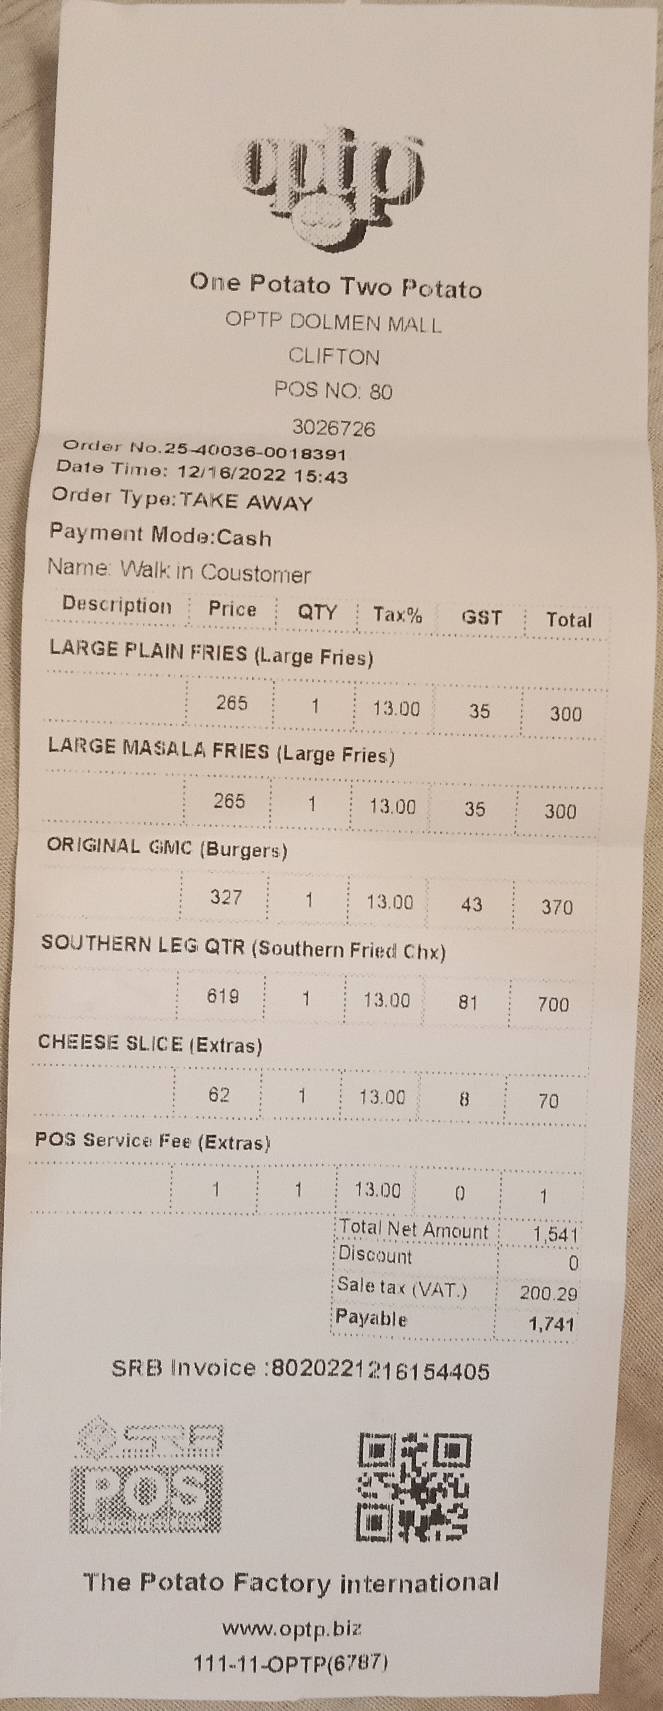 optp
One Potato Two Potato
OPTP DOLMEN MALL
CLIFTON
POS NO: 80
3026726
Order No.25-40036-0018391
Date Time: 12/16/2022 15:43
Order Type:TAKE AWAY
Payment Mode:Cash
Name: Walk in Coustomer
Description Price QTY Tax% GST Total
LARGE PLAIN FRIES (Large Fries)
265 1 13.00 35 300
LARGE MASALA FRIES (Large Fries)
265 1 13.00 35 300
ORIGINAL GMC (Burgers)
327 1 13.00 43 370
SOUTHERN LEG QTR (Southern Fried Chx)
619 1 13.00 81 700
CHEESE SLICE (Extras)
62 1 13.00 8 70
POS Service Fee (Extras)
1 1 13.00 0 1
Total Net Amount 1,541
Discount 0
Sale tax (VAT.) 200.29
Payable 1,741
SRB Invoice :8020221216154405
SRB
POS
The Potato Factory international
www.optp.biz
111-11-OPTP(6787)